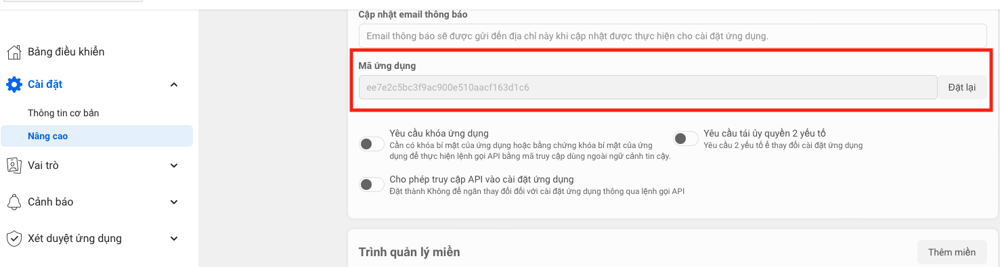 Cập nhật email thông báo
Email thông báo sẽ được gửi đến địa chỉ này khi cập nhật được thực hiện cho cài đặt ứng dụng.
Bảng điều khiển
Mã ứng dụng
ee7e2c5bc3f9ac900e510aacf163d1c6
Đặt lại
Cài đặt
Thông tin cơ bản
Nâng cao
Yêu cầu khóa ứng dụng
Cần có khóa bí mật của ứng dụng hoặc bằng chứng khóa bí mật của ứng
dụng để thực hiện lệnh gọi API bằng mã truy cập dùng ngoài ngữ cảnh tin cậy.
Yêu cầu tái ủy quyền 2 yếu tố
Yêu cầu 2 yếu tố ể thay đổi cài đặt ứng dụng
Vai trò
Cho phép truy cập API vào cài đặt ứng dụng
Đặt thành Không để ngăn thay đổi đối với cài đặt ứng dụng thông qua lệnh gọi API
Cảnh báo
Xét duyệt ứng dụng
Trình quản lý miền
Thêm miền